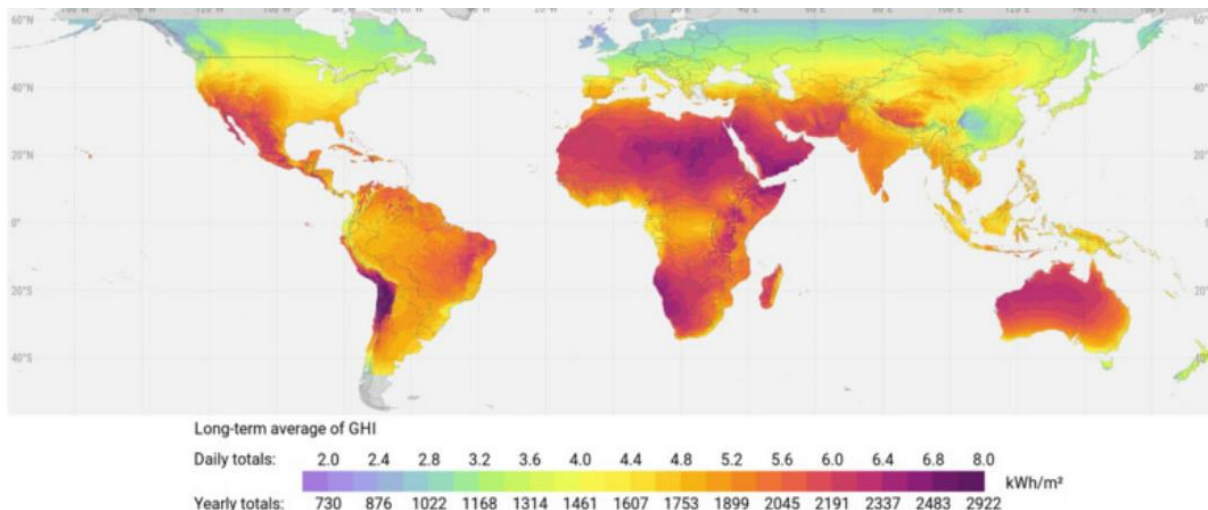 60°N 60°
40°N 40°
20°N 20°
0° 0°
20°S 20°
40°S 40°
Long-term average of GHI
Daily totals: 2.0 2.4 2.8 3.2 3.6 4.0 4.4 4.8 5.2 5.6 6.0 6.4 6.8 8.0
kWh/m²
Yearly totals: 730 876 1022 1168 1314 1461 1607 1753 1899 2045 2191 2337 2483 2922